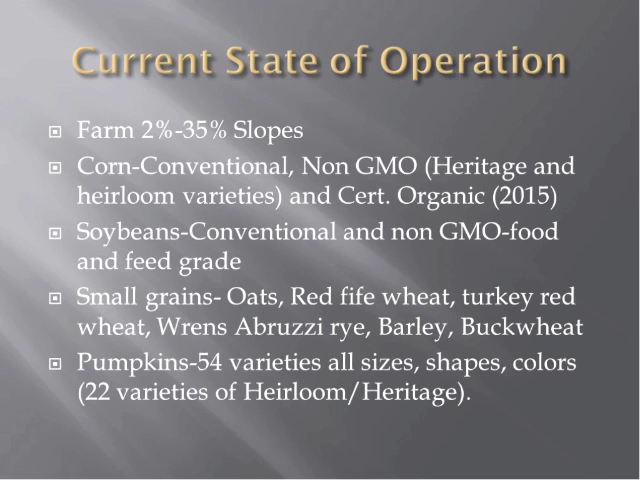 Current State of Operation
Farm 2%-35% Slopes
Corn-Conventional, Non GMO (Heritage and
heirloom varieties) and Cert. Organic (2015)
Soybeans-Conventional and non GMO-food
and feed grade
Small grains- Oats, Red fife wheat, turkey red
wheat, Wrens Abruzzi rye, Barley, Buckwheat
Pumpkins-54 varieties all sizes, shapes, colors
(22 varieties of Heirloom/Heritage).